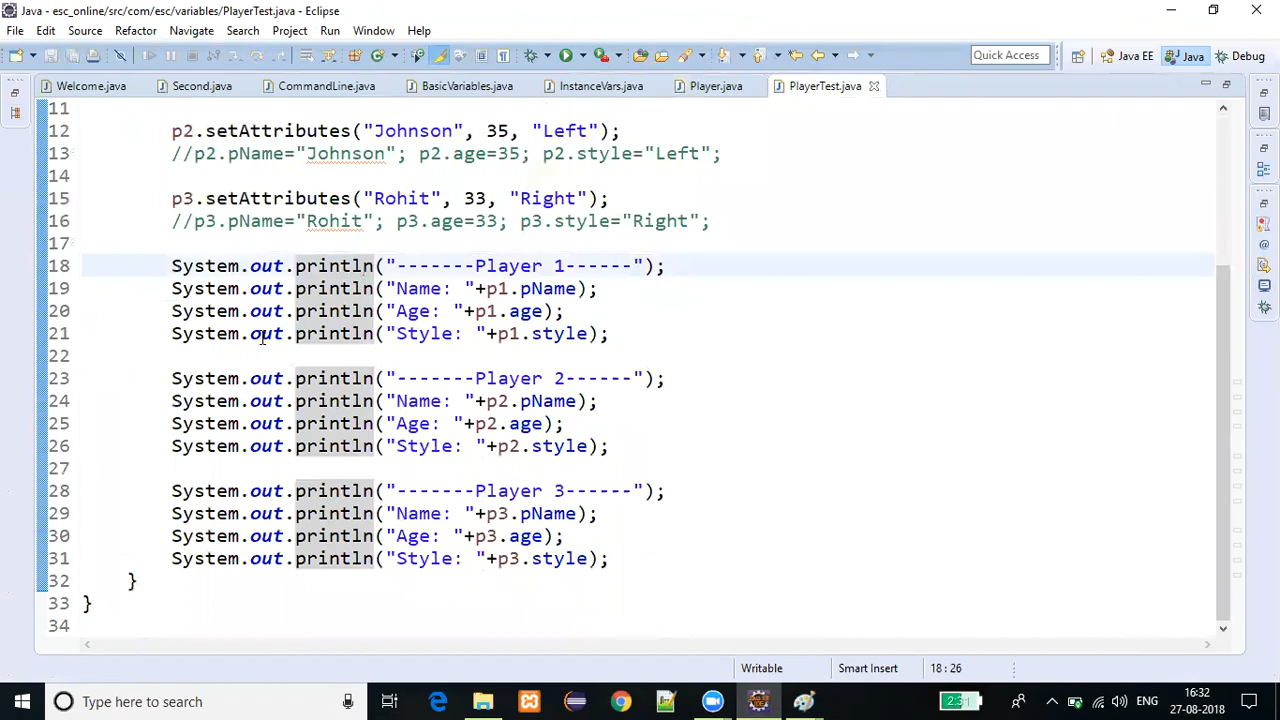 Java - esc_online/src/com/esc/variables/PlayerTest.java - Eclipse
File Edit Source Refactor Navigate Search Project Run Window Help
Quick Access Java EE Java Debug
Welcome.java Second.java CommandLine.java BasicVariables.java InstanceVars.java Player.java PlayerTest.java
11
12 p2.setAttributes("Johnson", 35, "Left");
13 //p2.pName="Johnson"; p2.age=35; p2.style="Left";
14
15 p3.setAttributes("Rohit", 33, "Right");
16 //p3.pName="Rohit"; p3.age=33; p3.style="Right";
17
18 System.out.println("-------Player 1------");
19 System.out.println("Name: "+p1.pName);
20 System.out.println("Age: "+p1.age);
21 System.out.println("Style: "+p1.style);
22
23 System.out.println("-------Player 2------");
24 System.out.println("Name: "+p2.pName);
25 System.out.println("Age: "+p2.age);
26 System.out.println("Style: "+p2.style);
27
28 System.out.println("-------Player 3------");
29 System.out.println("Name: "+p3.pName);
30 System.out.println("Age: "+p3.age);
31 System.out.println("Style: "+p3.style);
32 }
33 }
34
Writable Smart Insert 18 : 26
Type here to search
ENG
16:32
27-08-2018